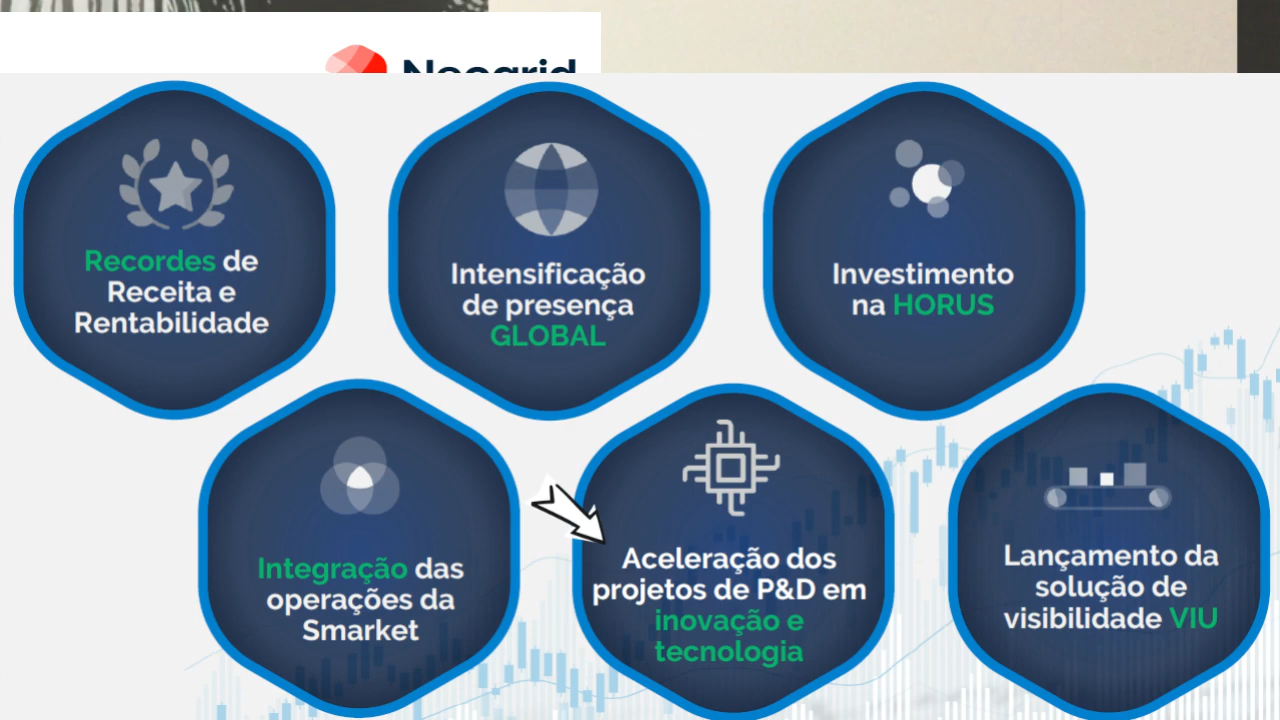 Neogrid
Recordes de
Receita e
Rentabilidade
Intensificação
de presença
GLOBAL
Investimento
na HORUS
Integração das
operações da
Smarket
Aceleração dos
projetos de P&D em
inovação e
tecnologia
Lançamento da
solução de
visibilidade VIU